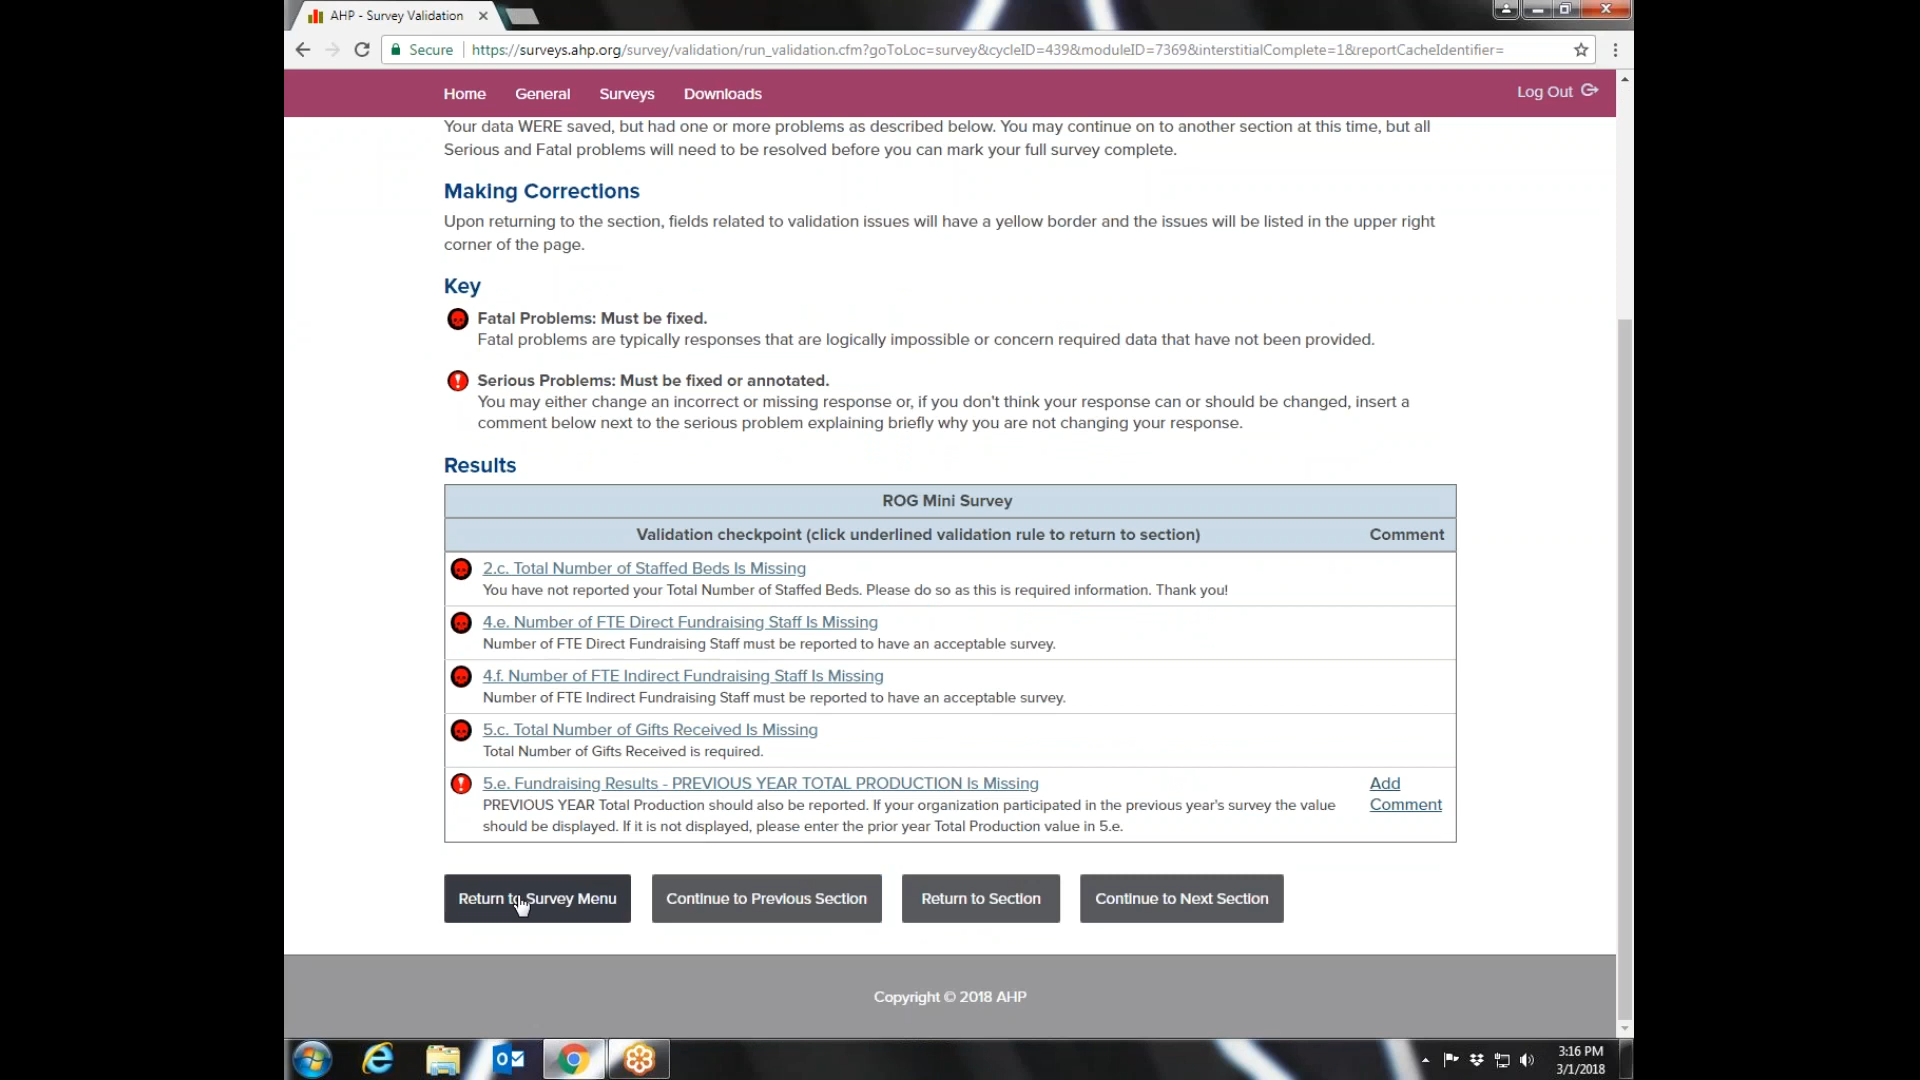 AHP - Survey Validation
Secure
https://surveys.ahp.org/survey/validation/run_validation.cfm?goToLoc=survey&cycleID=439&moduleID=7369&interstitialComplete=1&reportCacheIdentifier=
Home General Surveys Downloads Log Out
Your data WERE saved, but had one or more problems as described below. You may continue on to another section at this time, but all
Serious and Fatal problems will need to be resolved before you can mark your full survey complete.
Making Corrections
Upon returning to the section, fields related to validation issues will have a yellow border and the issues will be listed in the upper right
corner of the page.
Key
Fatal Problems: Must be fixed.
Fatal problems are typically responses that are logically impossible or concern required data that have not been provided.
Serious Problems: Must be fixed or annotated.
You may either change an incorrect or missing response or, if you don't think your response can or should be changed, insert a
comment below next to the serious problem explaining briefly why you are not changing your response.
Results
ROG Mini Survey
Validation checkpoint (click underlined validation rule to return to section) Comment
2.c. Total Number of Staffed Beds Is Missing
You have not reported your Total Number of Staffed Beds. Please do so as this is required information. Thank you!
4.e. Number of FTE Direct Fundraising Staff Is Missing
Number of FTE Direct Fundraising Staff must be reported to have an acceptable survey.
4.f. Number of FTE Indirect Fundraising Staff Is Missing
Number of FTE Indirect Fundraising Staff must be reported to have an acceptable survey.
5.c. Total Number of Gifts Received Is Missing
Total Number of Gifts Received is required.
5.e. Fundraising Results - PREVIOUS YEAR TOTAL PRODUCTION Is Missing
PREVIOUS YEAR Total Production should also be reported. If your organization participated in the previous year's survey the value
should be displayed. If it is not displayed, please enter the prior year Total Production value in 5.e.
Add
Comment
Return to Survey Menu Continue to Previous Section Return to Section Continue to Next Section
Copyright © 2018 AHP
3:16 PM
3/1/2018